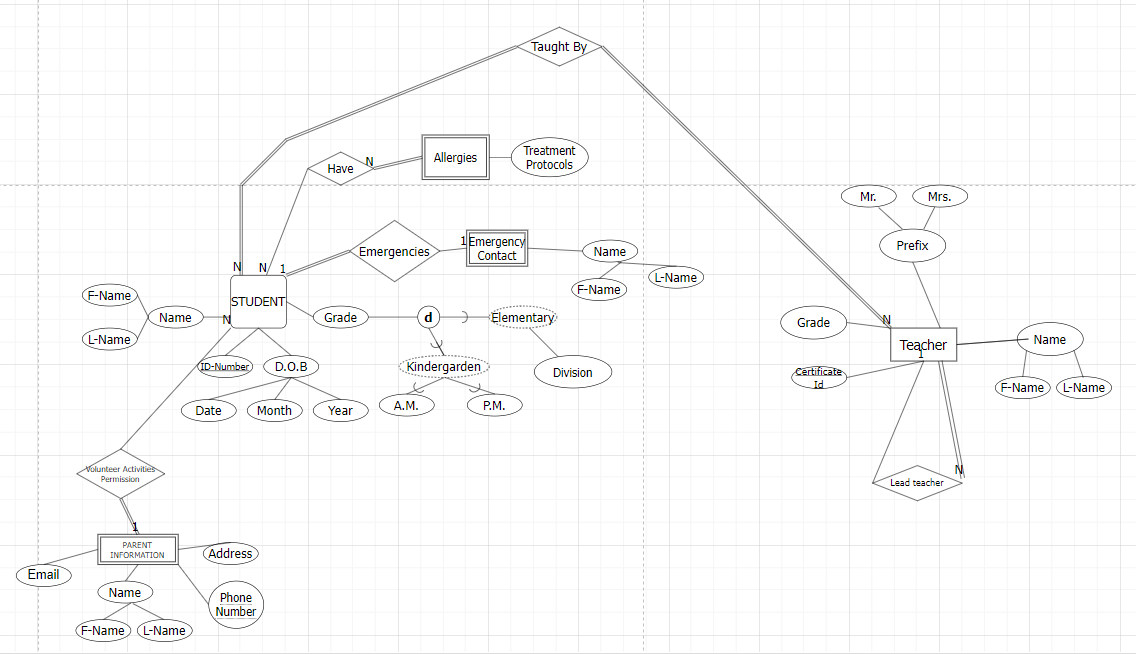 Taught By
Treatment
Protocols
Allergies
N
Have
Mr.
Mrs.
Prefix
1
Emergency
Contact
Emergencies
Name
F-Name
L-Name
N
N
1
STUDENT
F-Name
Name
L-Name
N
Grade
d
Elementary
Kindergarden
Division
A.M.
P.M.
ID-Number
D.O.B
Date
Month
Year
N
Grade
Teacher
1
Name
Certificate
Id
F-Name
L-Name
N
Lead teacher
Volunteer Activities
Permission
1
PARENT
INFORMATION
Address
Email
Name
Phone
Number
F-Name
L-Name